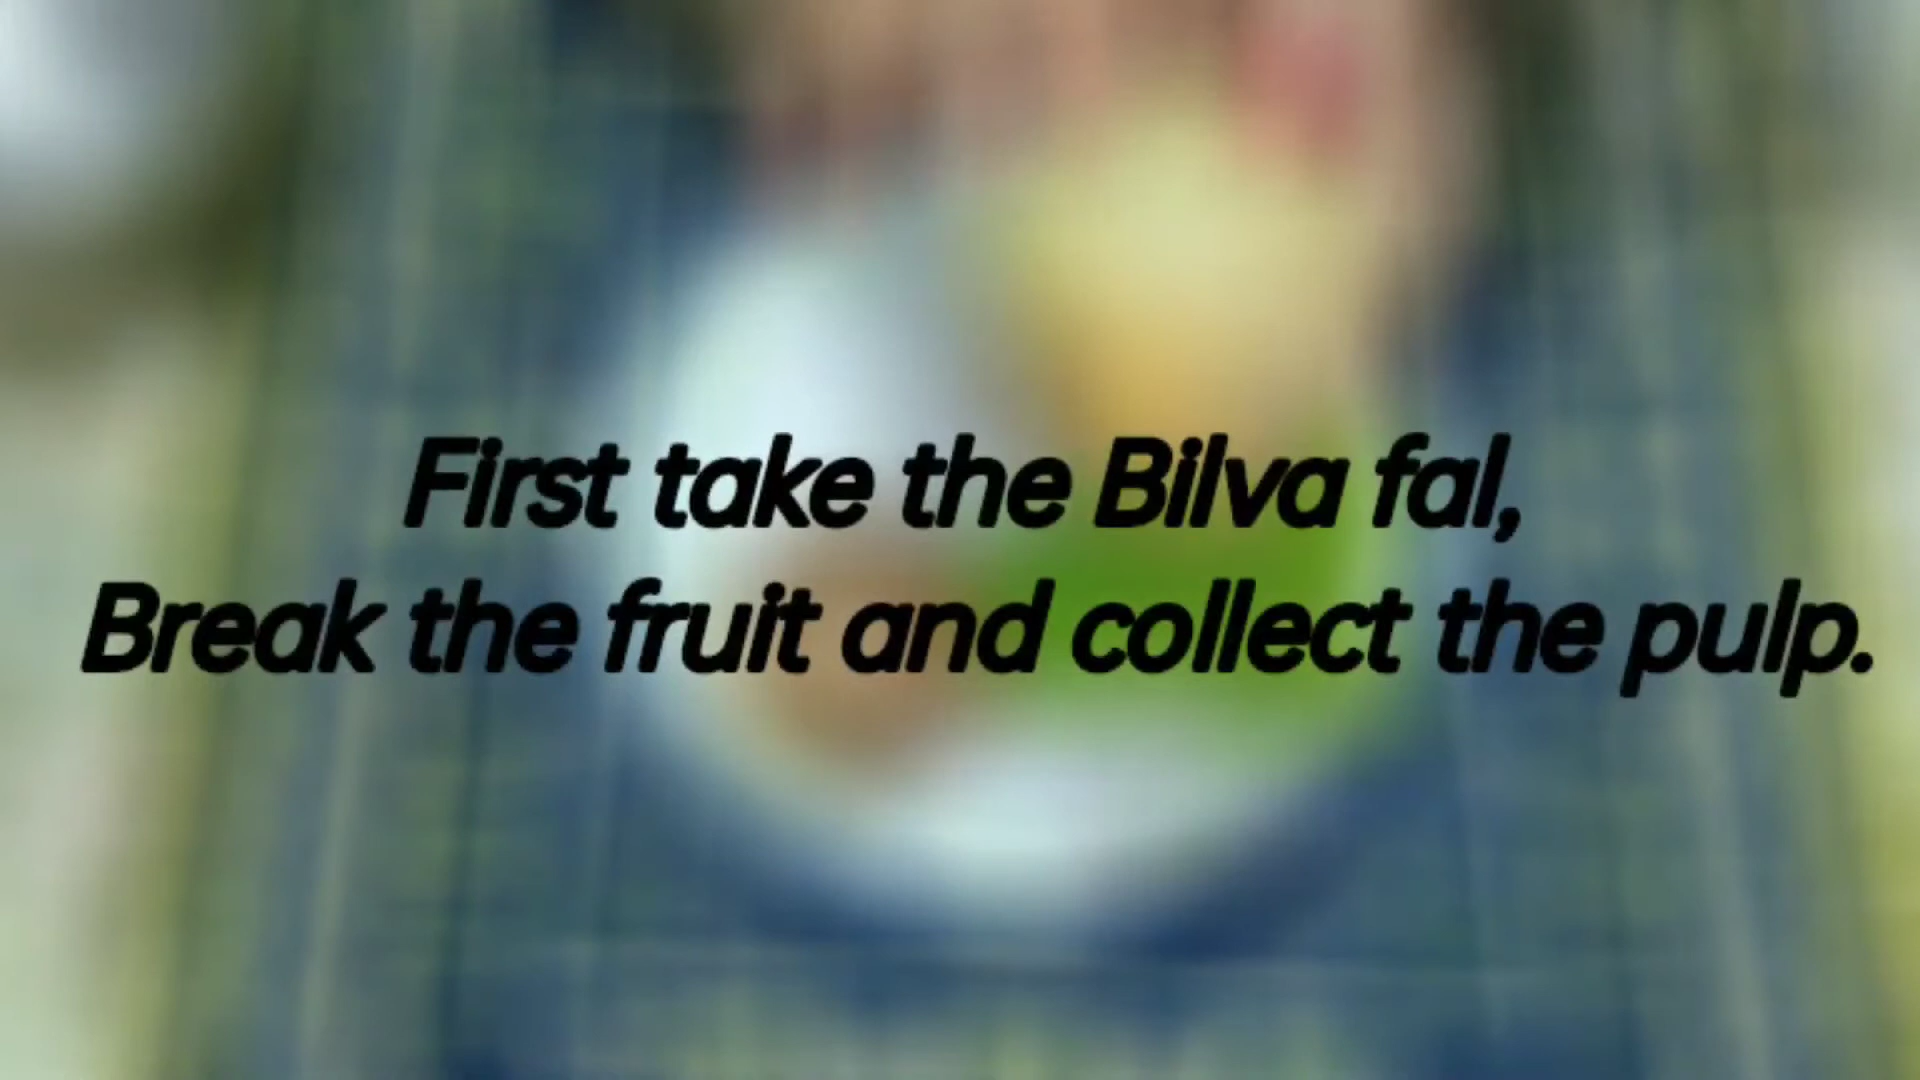 First take the Bilva fal,
Break the fruit and collect the pulp.